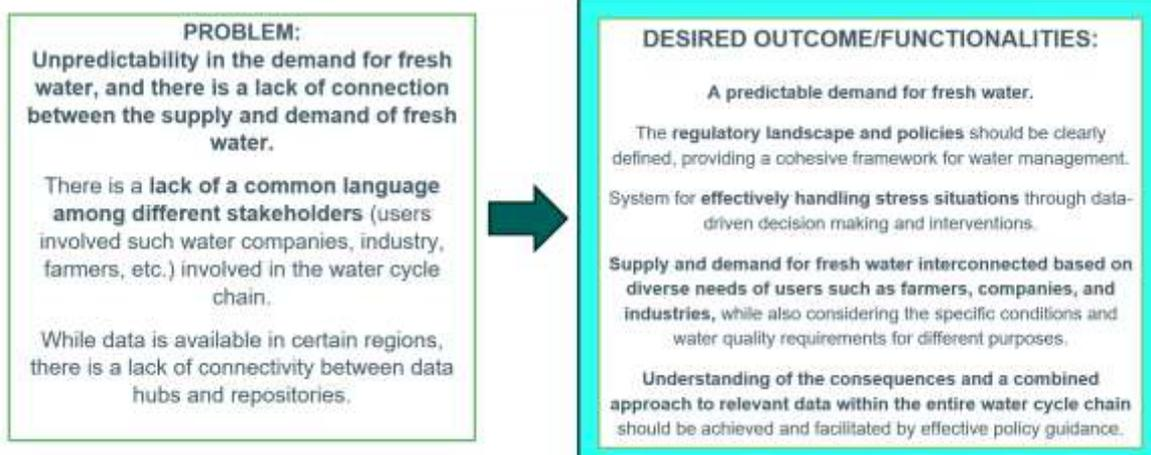 PROBLEM:
Unpredictability in the demand for fresh
water, and there is a lack of connection
between the supply and demand of fresh
water.
There is a lack of a common language
among different stakeholders (users
involved such water companies, industry,
farmers, etc.) involved in the water cycle
chain.
While data is available in certain regions,
there is a lack of connectivity between data
hubs and repositories.
DESIRED OUTCOME/FUNCTIONALITIES:
A predictable demand for fresh water.
The regulatory landscape and policies should be clearly
defined, providing a cohesive framework for water management.
System for effectively handling stress situations through data-
driven decision making and interventions.
Supply and demand for fresh water interconnected based on
diverse needs of users such as farmers, companies, and
industries, while also considering the specific conditions and
water quality requirements for different purposes.
Understanding of the consequences and a combined
approach to relevant data within the entire water cycle chain
should be achieved and facilitated by effective policy guidance.